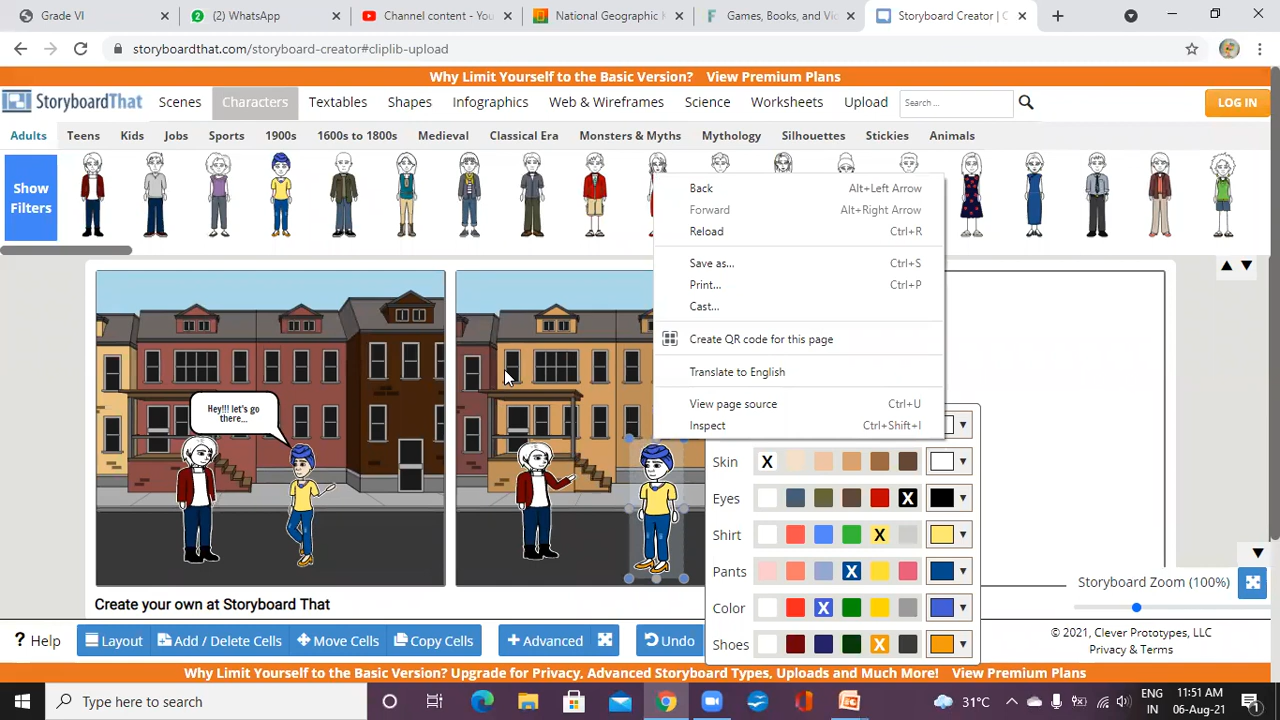 Grade VI
(2) WhatsApp
Channel content - You
National Geographic K
Games, Books, and Vi
Storyboard Creator | C
storyboardthat.com/storyboard-creator#cliplib-upload
Why Limit Yourself to the Basic Version? View Premium Plans
StoryboardThat
Scenes
Characters
Textables
Shapes
Infographics
Web & Wireframes
Science
Worksheets
Upload
Search ...
LOG IN
Adults
Teens
Kids
Jobs
Sports
1900s
1600s to 1800s
Medieval
Classical Era
Monsters & Myths
Mythology
Silhouettes
Stickies
Animals
Show
Filters
Back Alt+Left Arrow
Forward Alt+Right Arrow
Reload Ctrl+R
Save as... Ctrl+S
Print... Ctrl+P
Cast...
Create QR code for this page
Translate to English
View page source Ctrl+U
Inspect Ctrl+Shift+I
Hey!!! let's go
there...
Skin X
Eyes X
Shirt X
Pants X
Color X
Shoes X
Storyboard Zoom (100%)
Create your own at Storyboard That
? Help
Layout
Add / Delete Cells
Move Cells
Copy Cells
Advanced
Undo
© 2021, Clever Prototypes, LLC
Privacy & Terms
Why Limit Yourself to the Basic Version? Upgrade for Privacy, Advanced Storyboard Types, Uploads and Much More! View Premium Plans
Type here to search
31°C
ENG
IN
11:51 AM
06-Aug-21
1